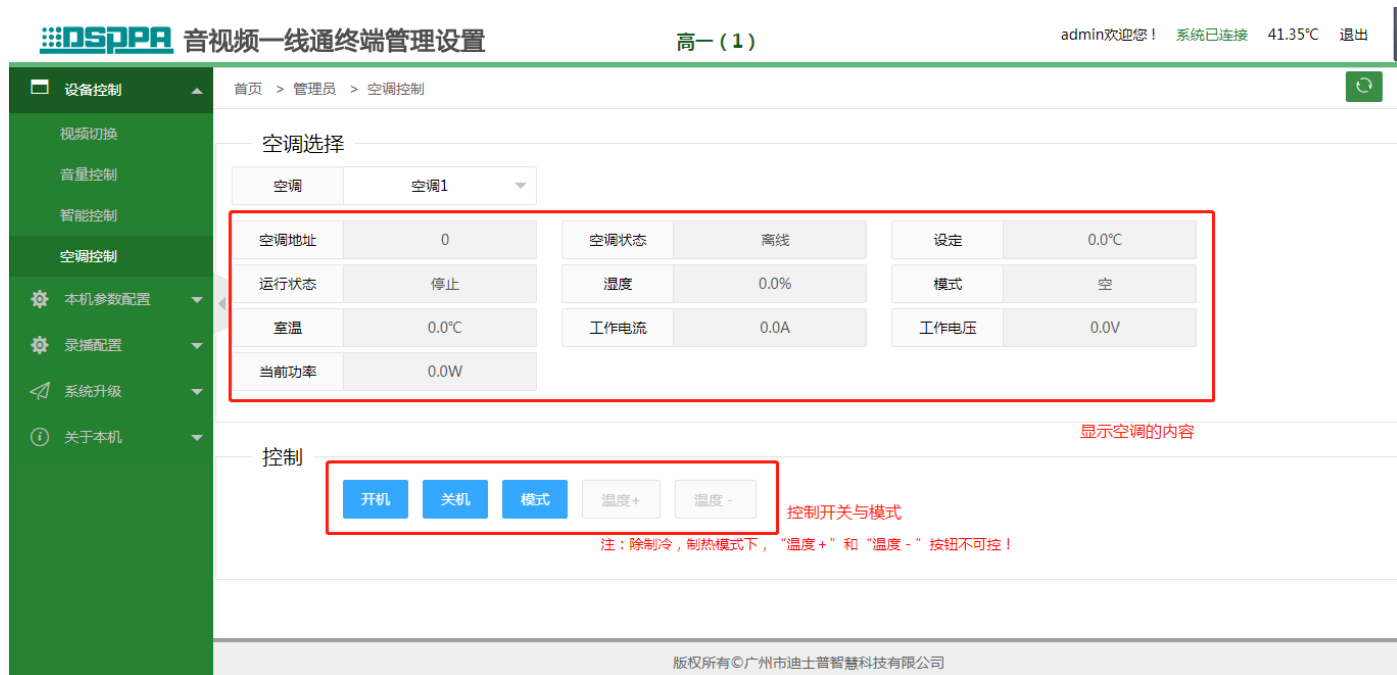 DSPPA 音视频一线通终端管理设置
高一(1)
admin欢迎您! 系统已连接 41.35℃ 退出
设备控制
视频切换
音量控制
智能控制
空调控制
本机参数配置
录播配置
系统升级
关于本机
首页 > 管理员 > 空调控制
空调选择
空调 空调1
空调地址 0 空调状态 离线 设定 0.0℃
运行状态 停止 湿度 0.0% 模式 空
室温 0.0℃ 工作电流 0.0A 工作电压 0.0V
当前功率 0.0W
显示空调的内容
控制
开机 关机 模式 温度+ 温度-
控制开关与模式
注:除制冷,制热模式下,“温度+”和“温度-”按钮不可控!
版权所有©广州市迪士普智慧科技有限公司